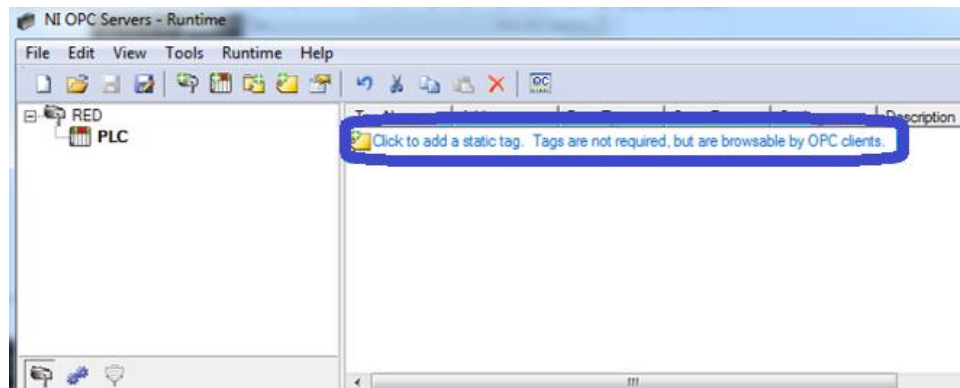 NI OPC Servers - Runtime
File Edit View Tools Runtime Help
RED
Description
PLC
Click to add a static tag. Tags are not required, but are browsable by OPC clients.